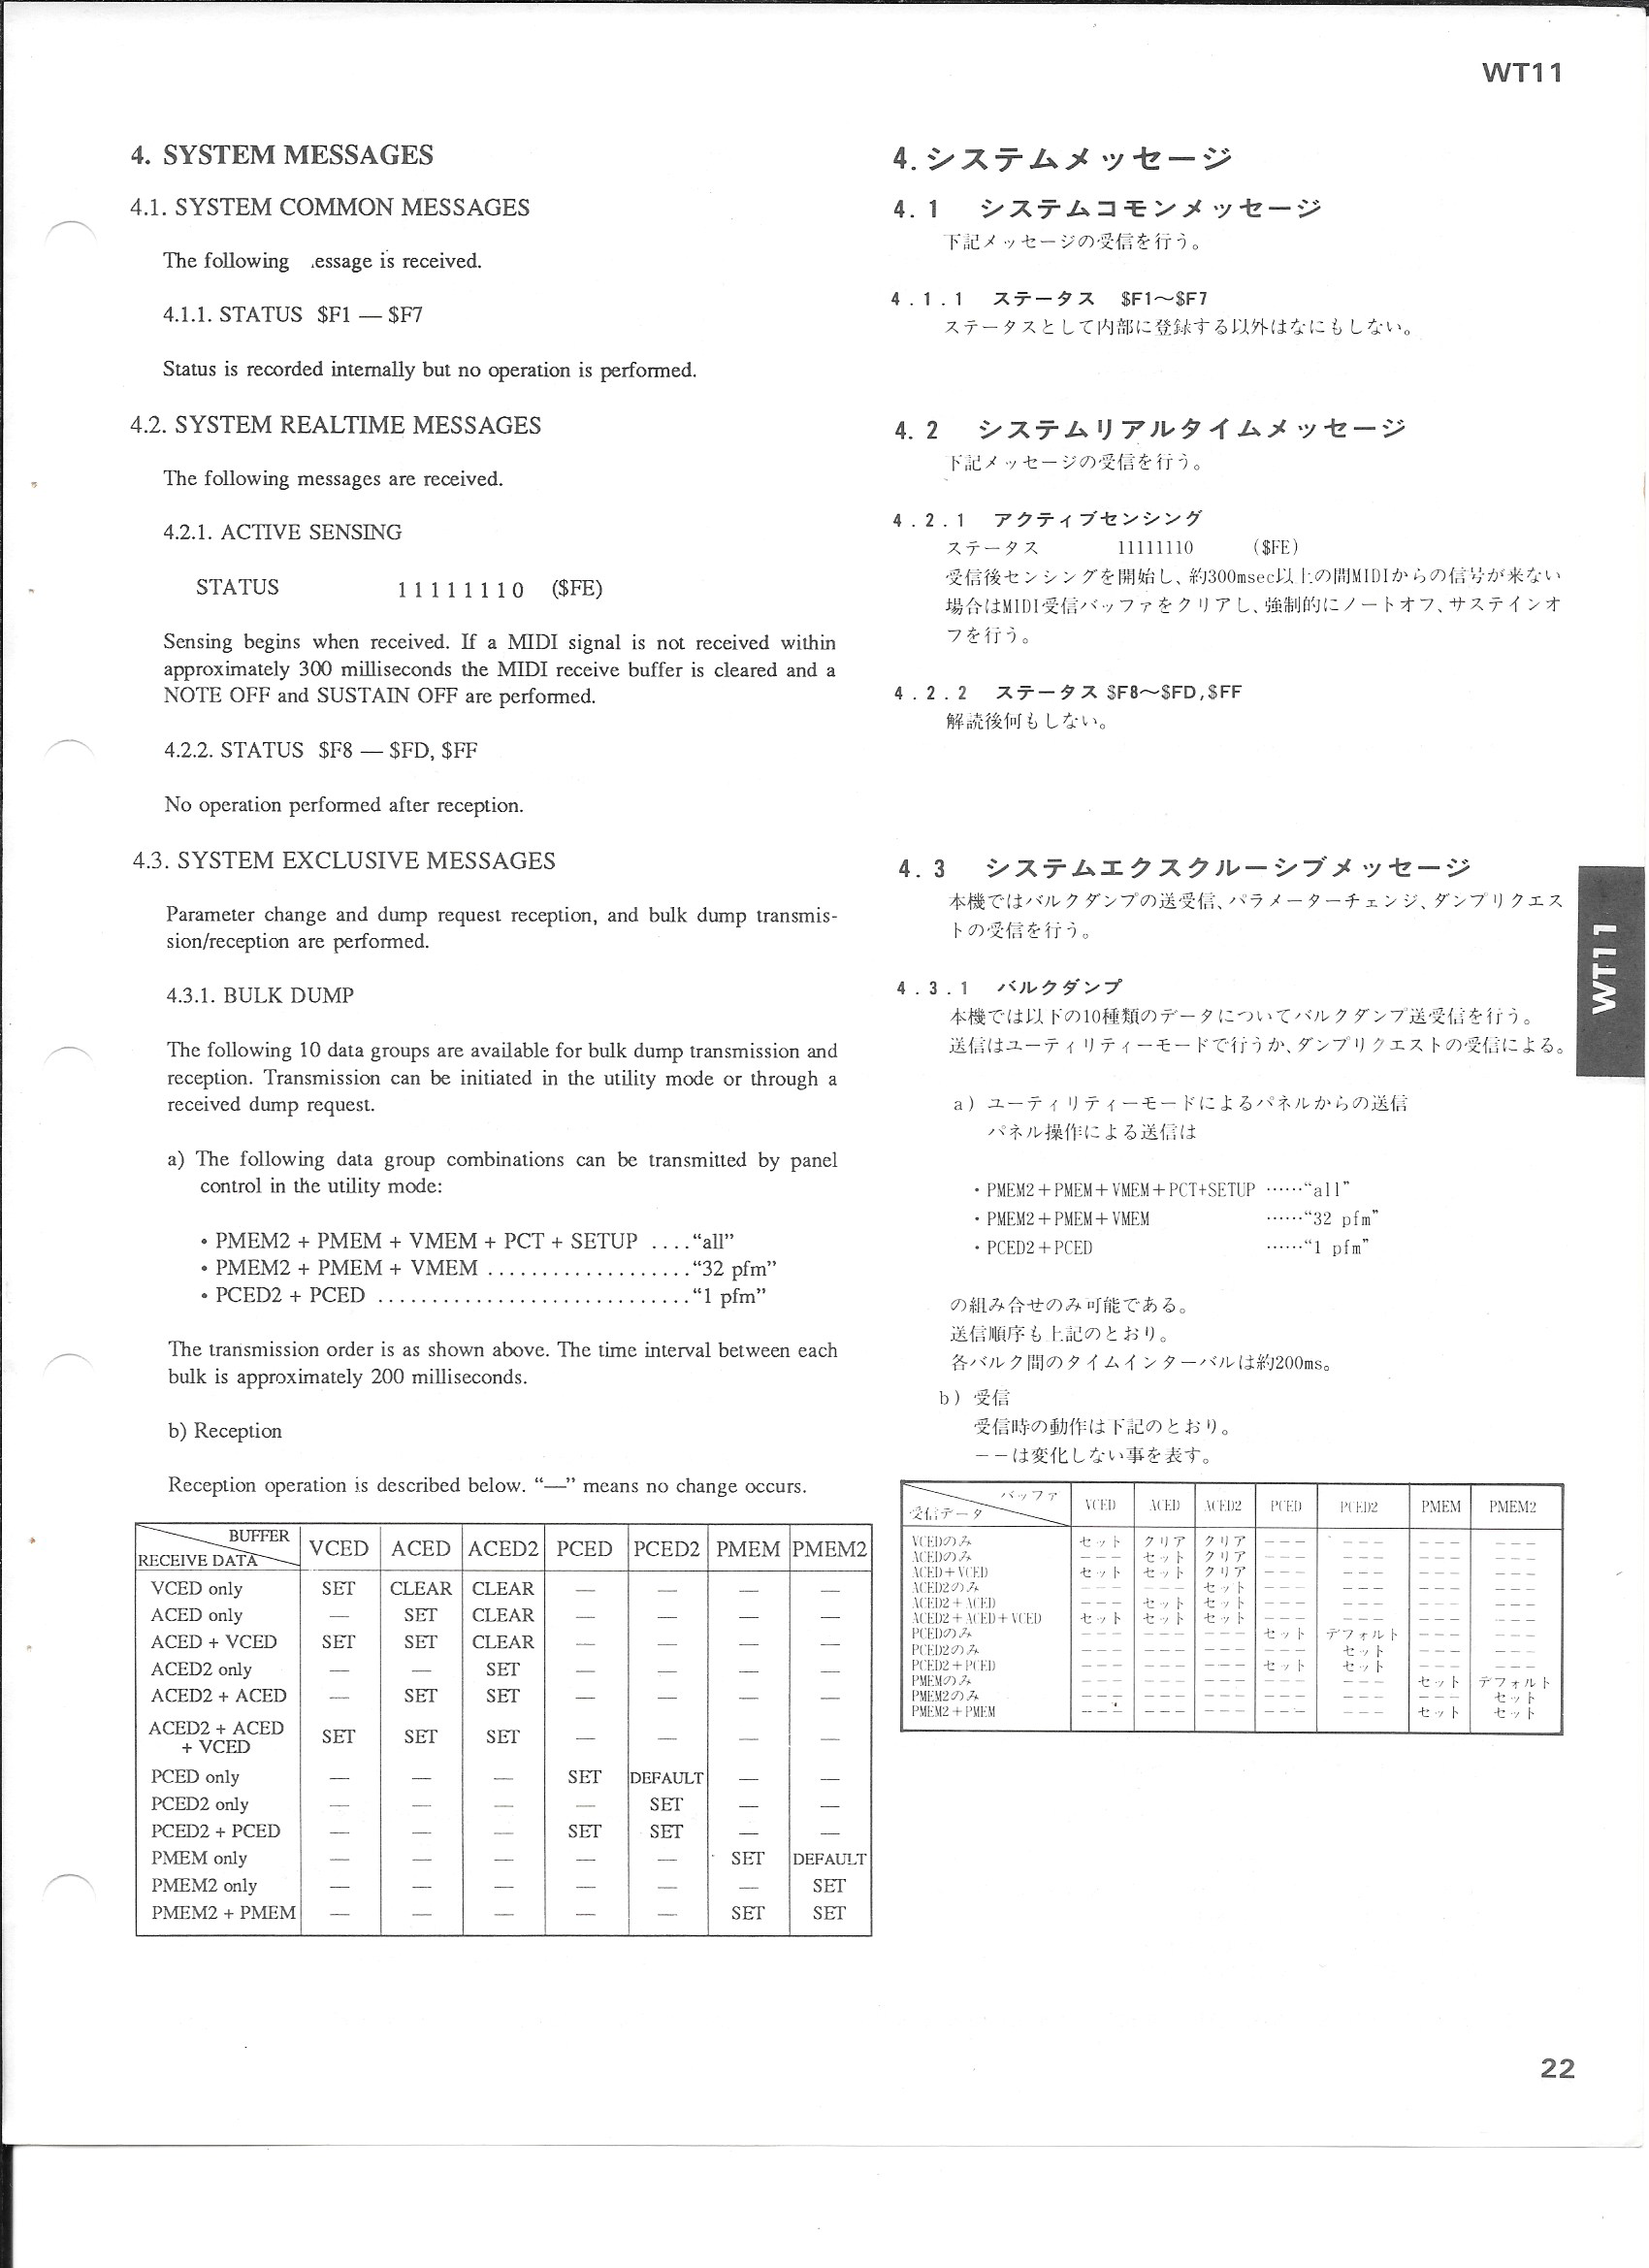 WT11
4. SYSTEM MESSAGES
4.1. SYSTEM COMMON MESSAGES
The following .essage is received.
4.1.1. STATUS $F1 — $F7
Status is recorded internally but no operation is performed.
4.2. SYSTEM REALTIME MESSAGES
The following messages are received.
4.2.1. ACTIVE SENSING
STATUS 1 1 1 1 1 1 1 0 ($FE)
Sensing begins when received. If a MIDI signal is not received within
approximately 300 milliseconds the MIDI receive buffer is cleared and a
NOTE OFF and SUSTAIN OFF are performed.
4.2.2. STATUS $F8 — $FD, $FF
No operation performed after reception.
4.3. SYSTEM EXCLUSIVE MESSAGES
Parameter change and dump request reception, and bulk dump transmis-
sion/reception are performed.
4.3.1. BULK DUMP
The following 10 data groups are available for bulk dump transmission and
reception. Transmission can be initiated in the utility mode or through a
received dump request.
a) The following data group combinations can be transmitted by panel
control in the utility mode:
• PMEM2 + PMEM + VMEM + PCT + SETUP . . . . “all”
• PMEM2 + PMEM + VMEM . . . . . . . . . . . . . . . . . . . “32 pfm”
• PCED2 + PCED . . . . . . . . . . . . . . . . . . . . . . . . . . . . . “1 pfm”
The transmission order is as shown above. The time interval between each
bulk is approximately 200 milliseconds.
b) Reception
Reception operation is described below. “—” means no change occurs.
BUFFER
RECEIVE DATA VCED ACED ACED2 PCED PCED2 PMEM PMEM2
VCED only SET CLEAR CLEAR — — — —
ACED only — SET CLEAR — — — —
ACED + VCED SET SET CLEAR — — — —
ACED2 only — — SET — — — —
ACED2 + ACED — SET SET — — — —
ACED2 + ACED
+ VCED SET SET SET — — — —
PCED only — — — SET DEFAULT — —
PCED2 only — — — — SET — —
PCED2 + PCED — — — SET SET — —
PMEM only — — — — — SET DEFAULT
PMEM2 only — — — — — — SET
PMEM2 + PMEM — — — — — SET SET
4.システムメッセージ
4. 1 システムコモンメッセージ
下記メッセージの受信を行う。
4 . 1 . 1 ステータス $F1〜$F7
ステータスとして内部に登録する以外はなにもしない。
4. 2 システムリアルタイムメッセージ
下記メッセージの受信を行う。
4 . 2 . 1 アクティブセンシング
ステータス 11111110 ($FE)
受信後センシングを開始し、約300msec以上の間MIDIからの信号が来ない
場合はMIDI受信バッファをクリアし、強制的にノートオフ、サステインオ
フを行う。
4 . 2 . 2 ステータス $F8〜$FD,$FF
解読後何もしない。
4. 3 システムエクスクルーシブメッセージ
本機ではバルクダンプの送受信、パラメーターチェンジ、ダンプリクエス
トの受信を行う。
4 . 3 . 1 バルクダンプ
本機では以下の10種類のデータについてバルクダンプ送受信を行う。
送信はユーティリティーモードで行うか、ダンプリクエストの受信による。
a) ユーティリティーモードによるパネルからの送信
パネル操作による送信は
・PMEM2+PMEM+VMEM+PCT+SETUP ……“all”
・PMEM2+PMEM+VMEM ……“32 pfm”
・PCED2+PCED ……“1 pfm”
の組み合せのみ可能である。
送信順序も上記のとおり。
各バルク間のタイムインターバルは約200ms。
b) 受信
受信時の動作は下記のとおり。
−−は変化しない事を表す。
バッファ
受信データ VCED ACED ACED2 PCED PCED2 PMEM PMEM2
VCEDのみ セット クリア クリア −−− −−− −−− −−−
ACEDのみ −−− セット クリア −−− −−− −−− −−−
ACED+VCED セット セット クリア −−− −−− −−− −−−
ACED2のみ −−− −−− セット −−− −−− −−− −−−
ACED2+ACED −−− セット セット −−− −−− −−− −−−
ACED2+ACED+VCED セット セット セット −−− −−− −−− −−−
PCEDのみ −−− −−− −−− セット デフォルト −−− −−−
PCED2のみ −−− −−− −−− −−− セット −−− −−−
PCED2+PCED −−− −−− −−− セット セット −−− −−−
PMEMのみ −−− −−− −−− −−− −−− セット デフォルト
PMEM2のみ −−− −−− −−− −−− −−− −−− セット
PMEM2+PMEM −−− −−− −−− −−− −−− セット セット
WT11
22